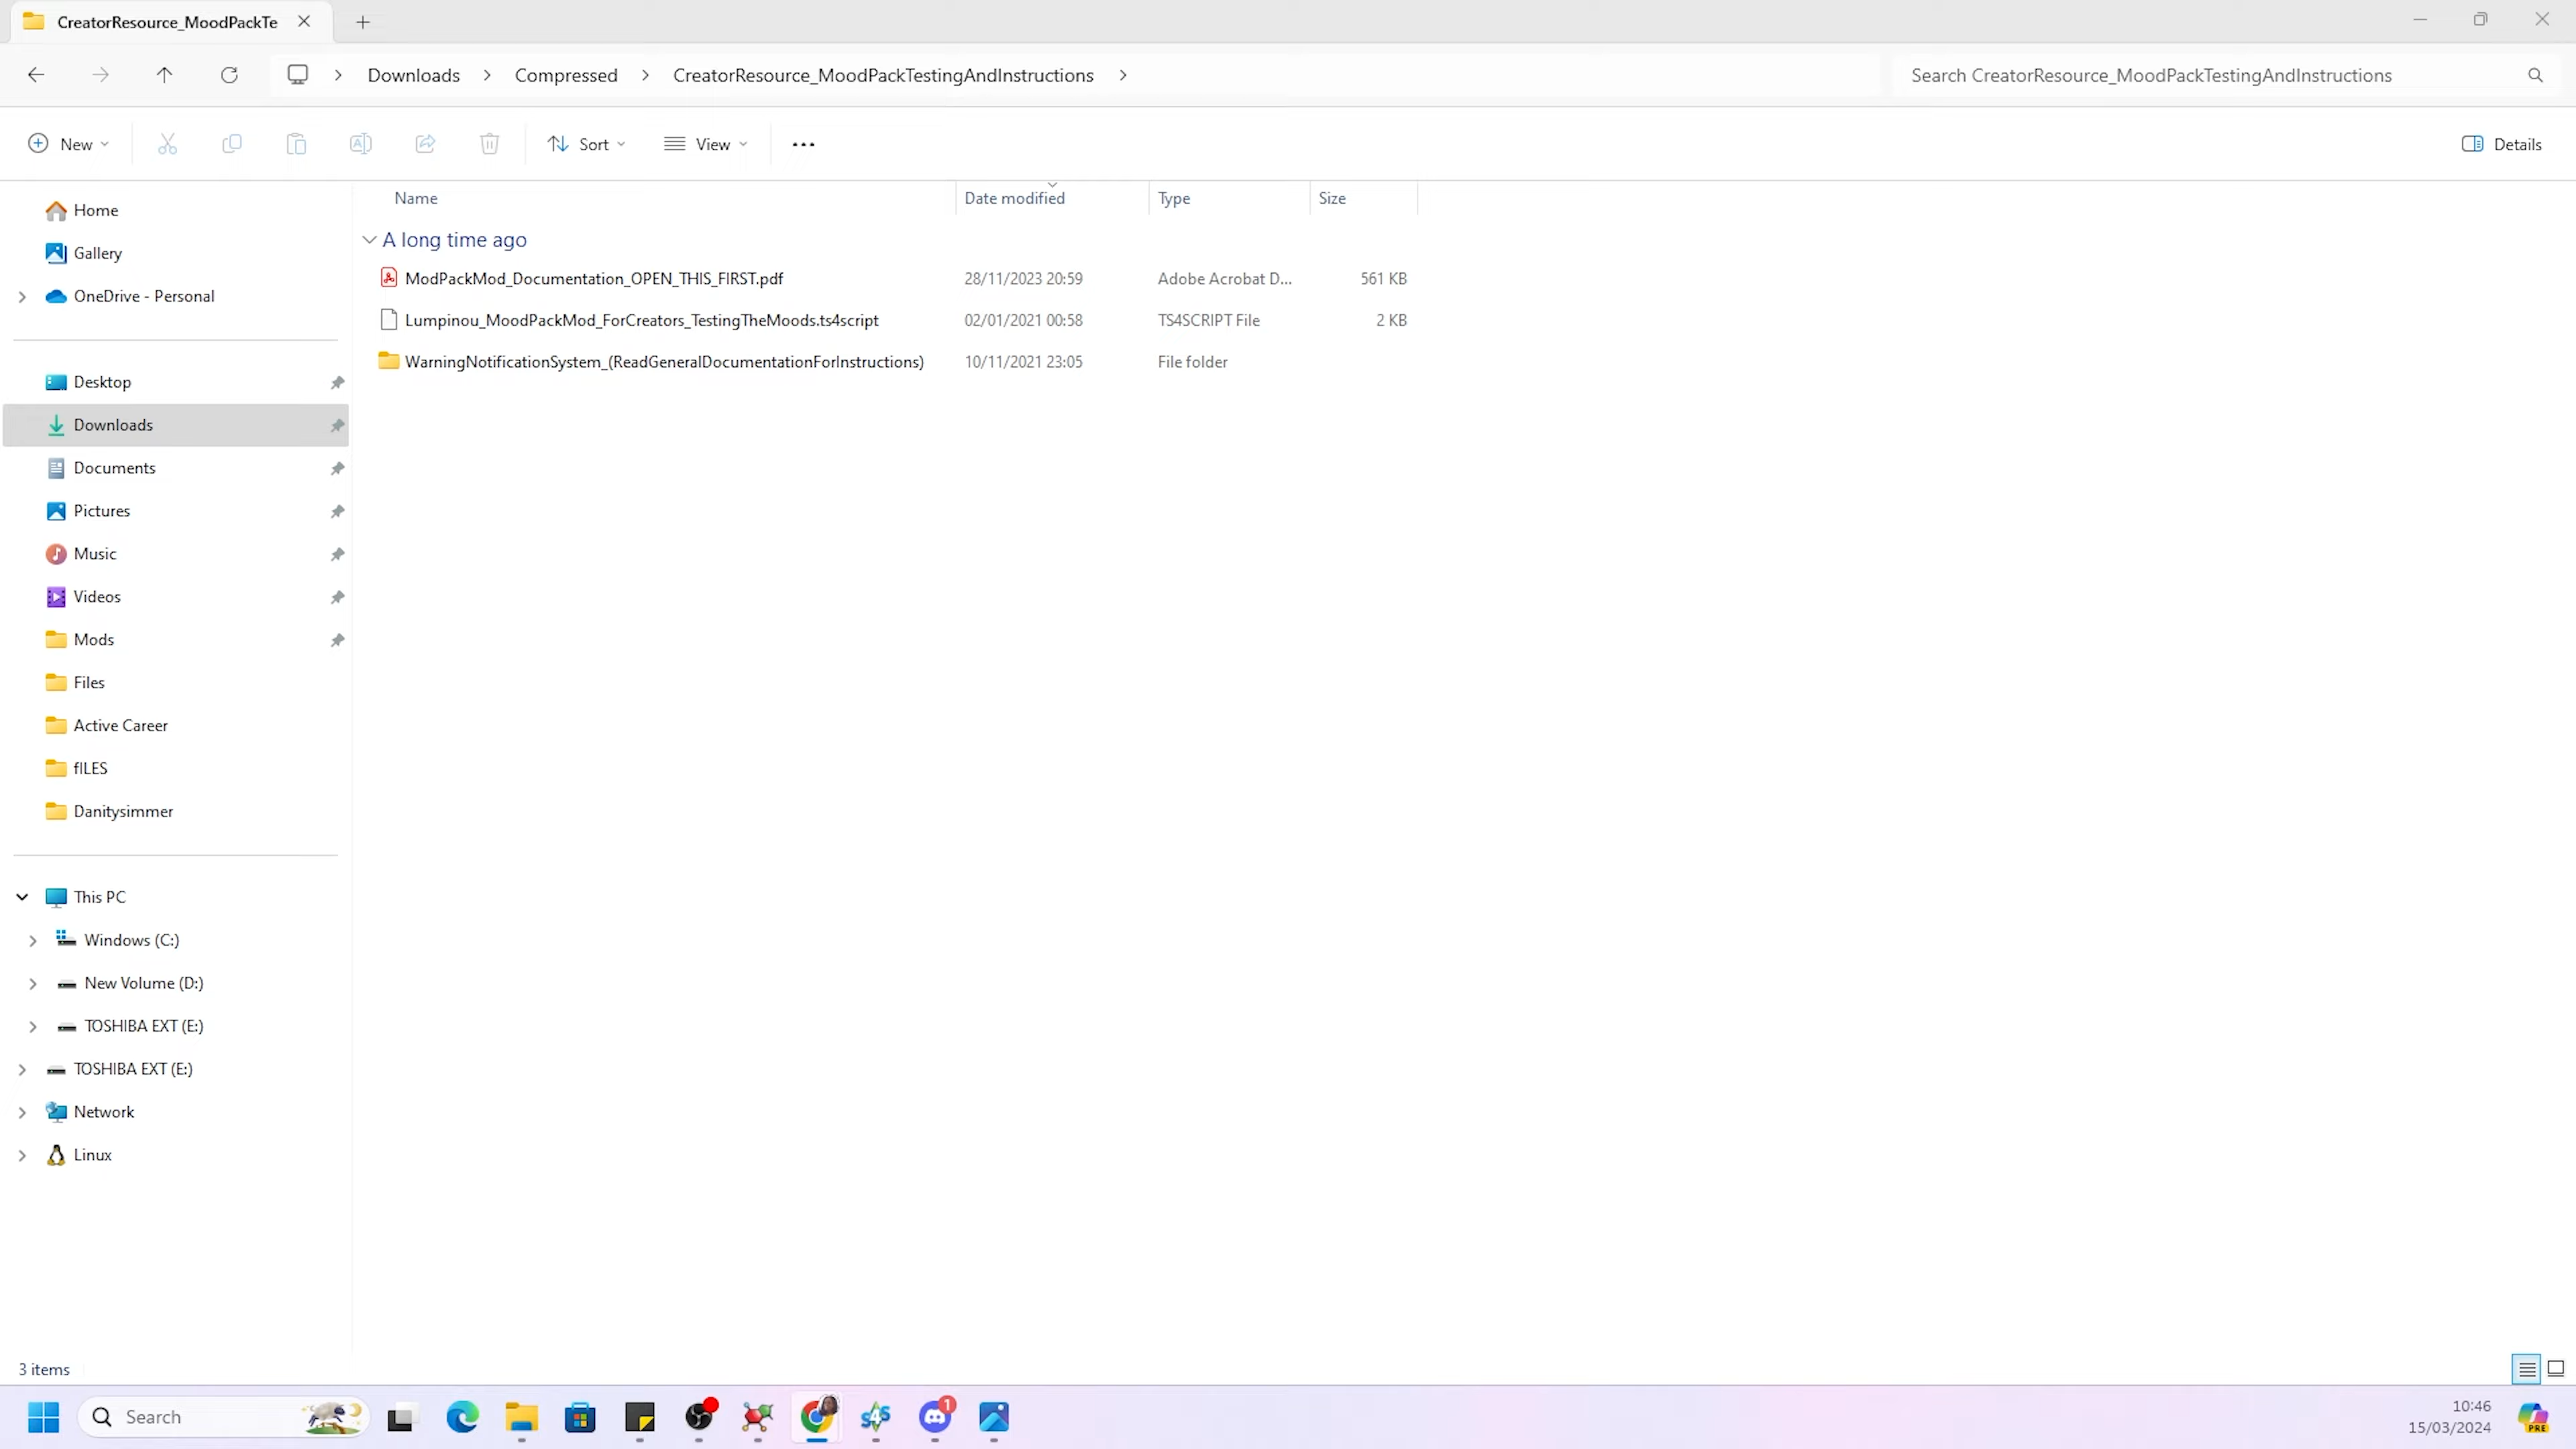 CreatorResource_MoodPackTe
Downloads > Compressed > CreatorResource_MoodPackTestingAndInstructions >
Search CreatorResource_MoodPackTestingAndInstructions
New Sort View ... Details
Home
Gallery
OneDrive - Personal
Desktop
Downloads
Documents
Pictures
Music
Videos
Mods
Files
Active Career
fILES
Danitysimmer
This PC
Windows (C:)
New Volume (D:)
TOSHIBA EXT (E:)
TOSHIBA EXT (E:)
Network
Linux
Name Date modified Type Size
A long time ago
ModPackMod_Documentation_OPEN_THIS_FIRST.pdf 28/11/2023 20:59 Adobe Acrobat D... 561 KB
Lumpinou_MoodPackMod_ForCreators_TestingTheMoods.ts4script 02/01/2021 00:58 TS4SCRIPT File 2 KB
WarningNotificationSystem_(ReadGeneralDocumentationForInstructions) 10/11/2021 23:05 File folder
3 items
Search
S4S
1
10:46
15/03/2024
PRE